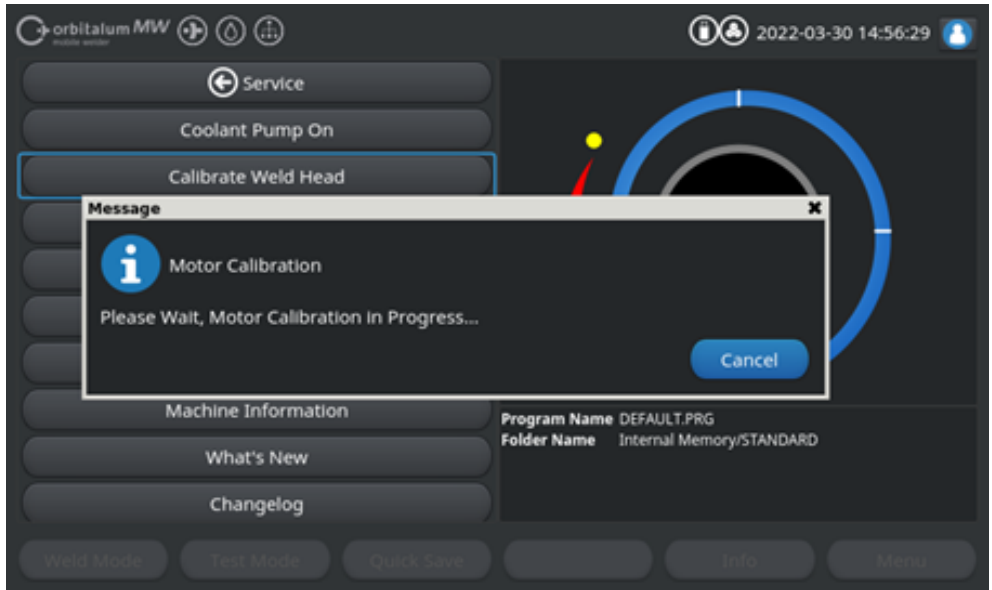 orbitalum MW
mobile welder
2022-03-30 14:56:29
Service
Coolant Pump On
Calibrate Weld Head
Message
Motor Calibration
Please Wait, Motor Calibration in Progress...
Cancel
Machine Information
What's New
Changelog
Program Name DEFAULT.PRG
Folder Name Internal Memory/STANDARD
Weld Mode Test Mode Quick Save Info Menu